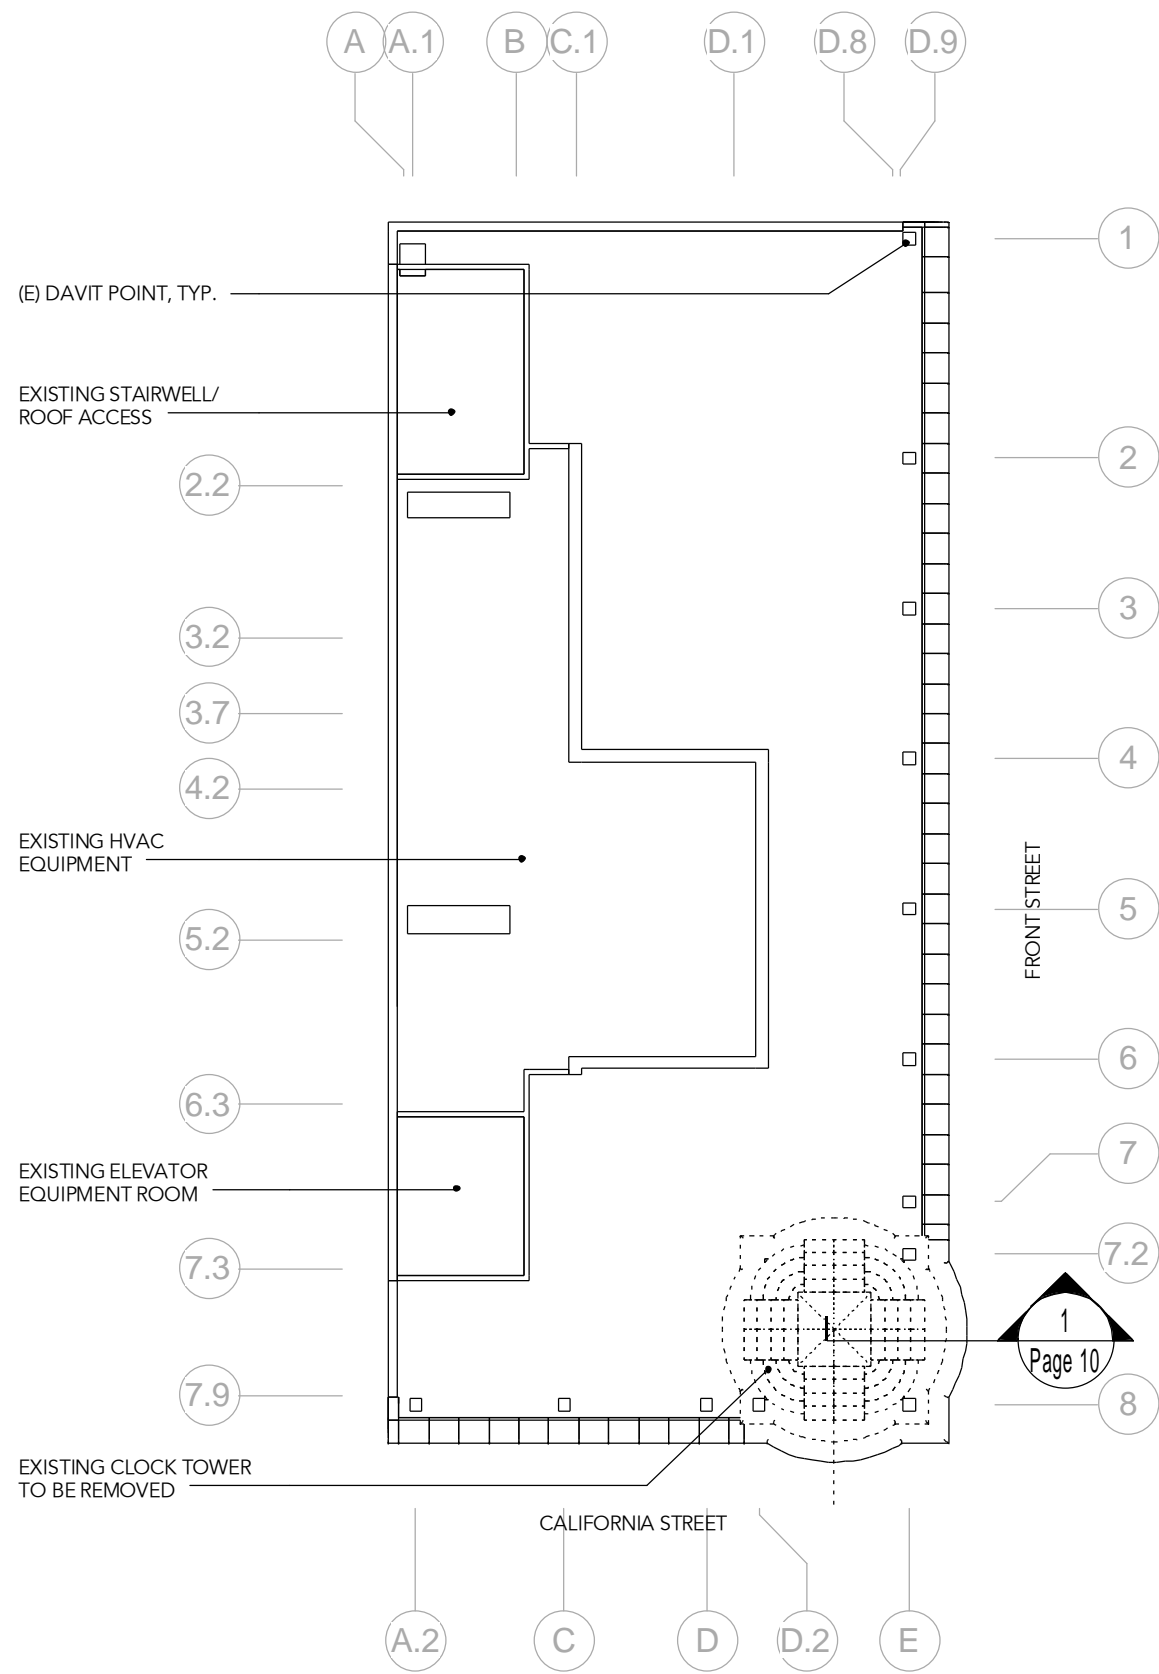 A
A.1
B
C.1
D.1
D.8
D.9
1
(E) DAVIT POINT, TYP.
EXISTING STAIRWELL/
ROOF ACCESS
2
2.2
3
3.2
3.7
4
4.2
EXISTING HVAC
EQUIPMENT
FRONT STREET
5
5.2
6
6.3
7
EXISTING ELEVATOR
EQUIPMENT ROOM
7.2
7.3
1
Page 10
7.9
8
EXISTING CLOCK TOWER
TO BE REMOVED
CALIFORNIA STREET
A.2
C
D
D.2
E